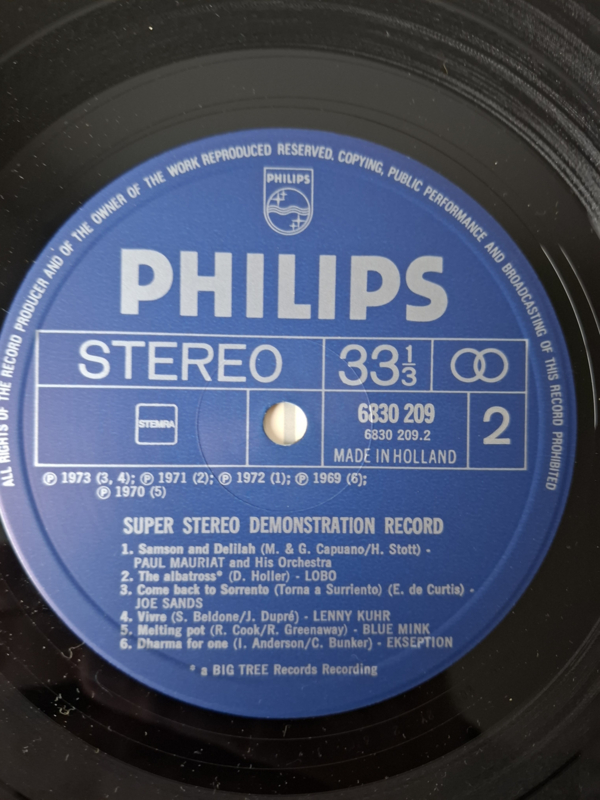 ALL RIGHTS OF THE RECORD PRODUCER AND OF THE OWNER OF THE WORK REPRODUCED RESERVED. COPYING, PUBLIC PERFORMANCE AND BROADCASTING OF THIS RECORD PROHIBITED
PHILIPS
PHILIPS
STEREO 33 1/3
STEMRA
6830 209
6830 209.2
MADE IN HOLLAND
2
Ⓟ 1973 (3, 4); Ⓟ 1971 (2); Ⓟ 1972 (1); Ⓟ 1969 (6);
Ⓟ 1970 (5)
SUPER STEREO DEMONSTRATION RECORD
1. Samson and Delilah (M. & G. Capuano/H. Stott) -
PAUL MAURIAT and His Orchestra
2. The albatross* (D. Holler) - LOBO
3. Come back to Sorrento (Torna a Surriento) (E. de Curtis) -
JOE SANDS
4. Vivre (S. Beldone/J. Dupré) - LENNY KUHR
5. Melting pot (R. Cook/R. Greenaway) - BLUE MINK
6. Dharma for one (I. Anderson/C. Bunker) - EKSEPTION
* a BIG TREE Records Recording